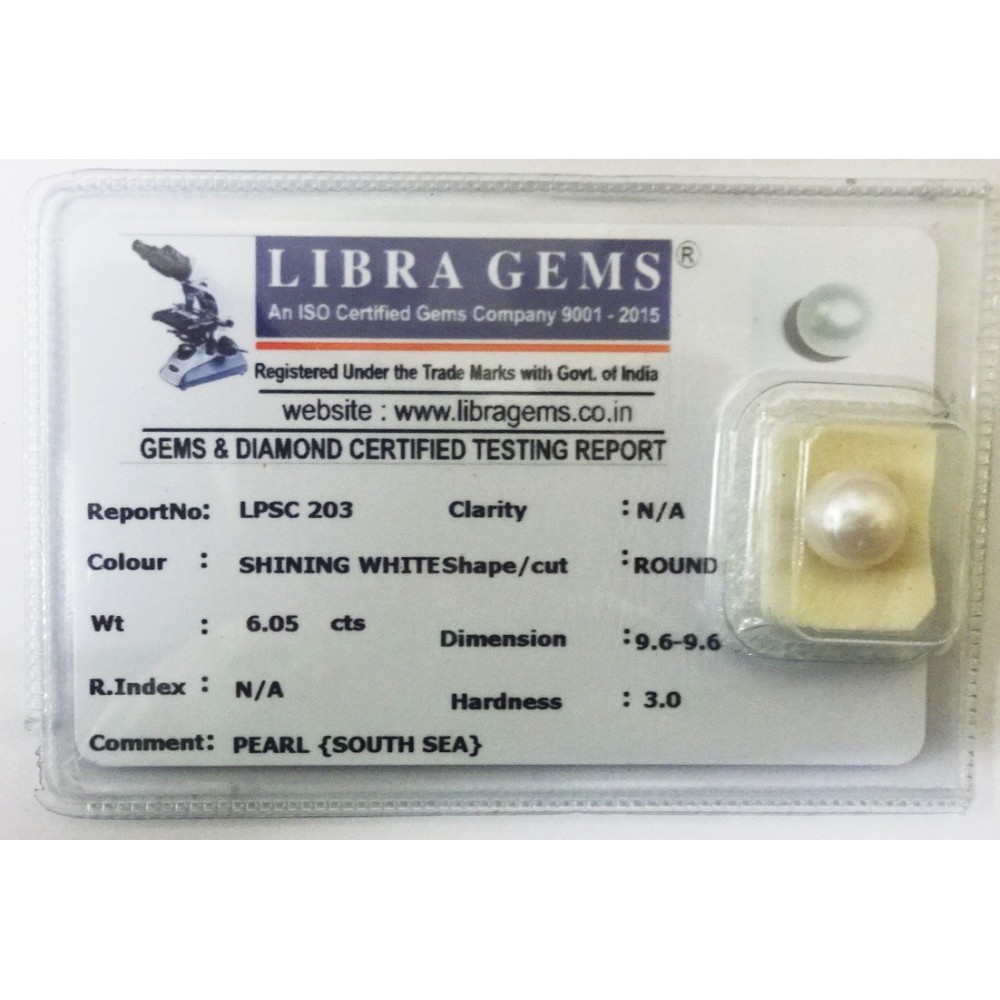 LIBRA GEMS ®
An ISO Certified Gems Company 9001 - 2015
Registered Under the Trade Marks with Govt. of India
website : www.libragems.co.in
GEMS & DIAMOND CERTIFIED TESTING REPORT
ReportNo: LPSC 203 Clarity : N/A
Colour : SHINING WHITE Shape/cut : ROUND
Wt : 6.05 cts Dimension : 9.6-9.6
R.Index : N/A Hardness : 3.0
Comment: PEARL {SOUTH SEA}